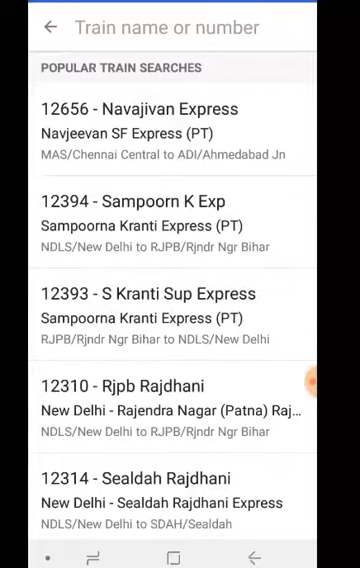 Train name or number
POPULAR TRAIN SEARCHES
12656 - Navajivan Express
Navjeevan SF Express (PT)
MAS/Chennai Central to ADI/Ahmedabad Jn
12394 - Sampoorn K Exp
Sampoorna Kranti Express (PT)
NDLS/New Delhi to RJPB/Rjndr Ngr Bihar
12393 - S Kranti Sup Express
Sampoorna Kranti Express (PT)
RJPB/Rjndr Ngr Bihar to NDLS/New Delhi
12310 - Rjpb Rajdhani
New Delhi - Rajendra Nagar (Patna) Raj...
NDLS/New Delhi to RJPB/Rjndr Ngr Bihar
12314 - Sealdah Rajdhani
New Delhi - Sealdah Rajdhani Express
NDLS/New Delhi to SDAH/Sealdah